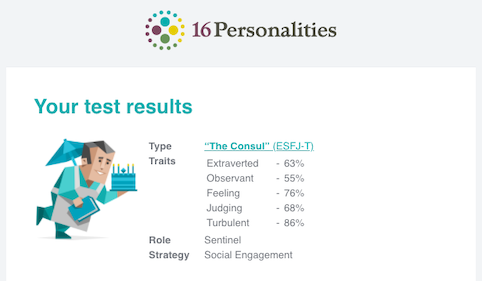 16Personalities
Your test results
Type “The Consul” (ESFJ-T)
Traits Extraverted - 63%
Observant - 55%
Feeling - 76%
Judging - 68%
Turbulent - 86%
Role Sentinel
Strategy Social Engagement